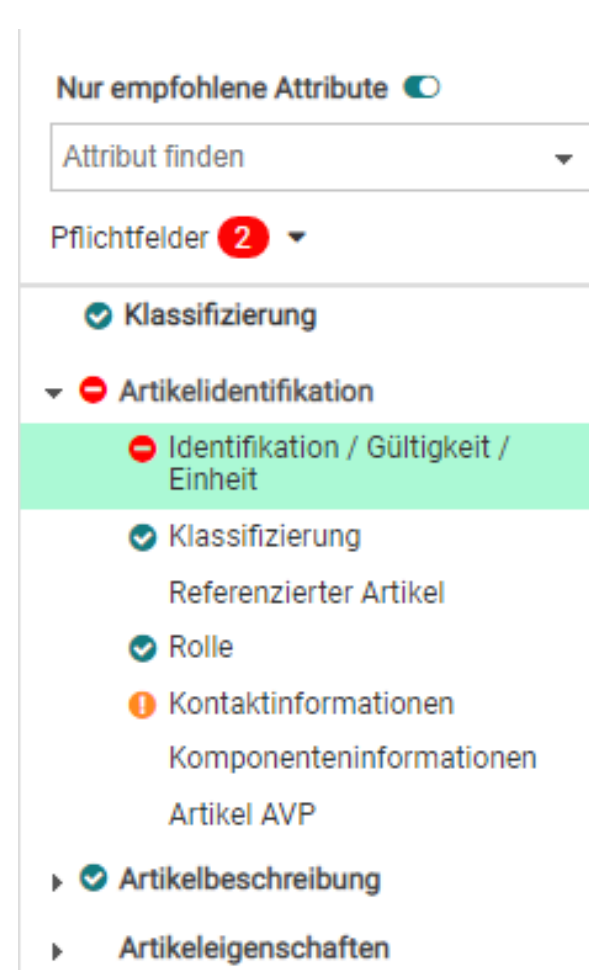 Nur empfohlene Attribute
Attribut finden
Pflichtfelder 2
Klassifizierung
Artikelidentifikation
Identifikation / Gültigkeit /
Einheit
Klassifizierung
Referenzierter Artikel
Rolle
Kontaktinformationen
Komponenteninformationen
Artikel AVP
Artikelbeschreibung
Artikeleigenschaften